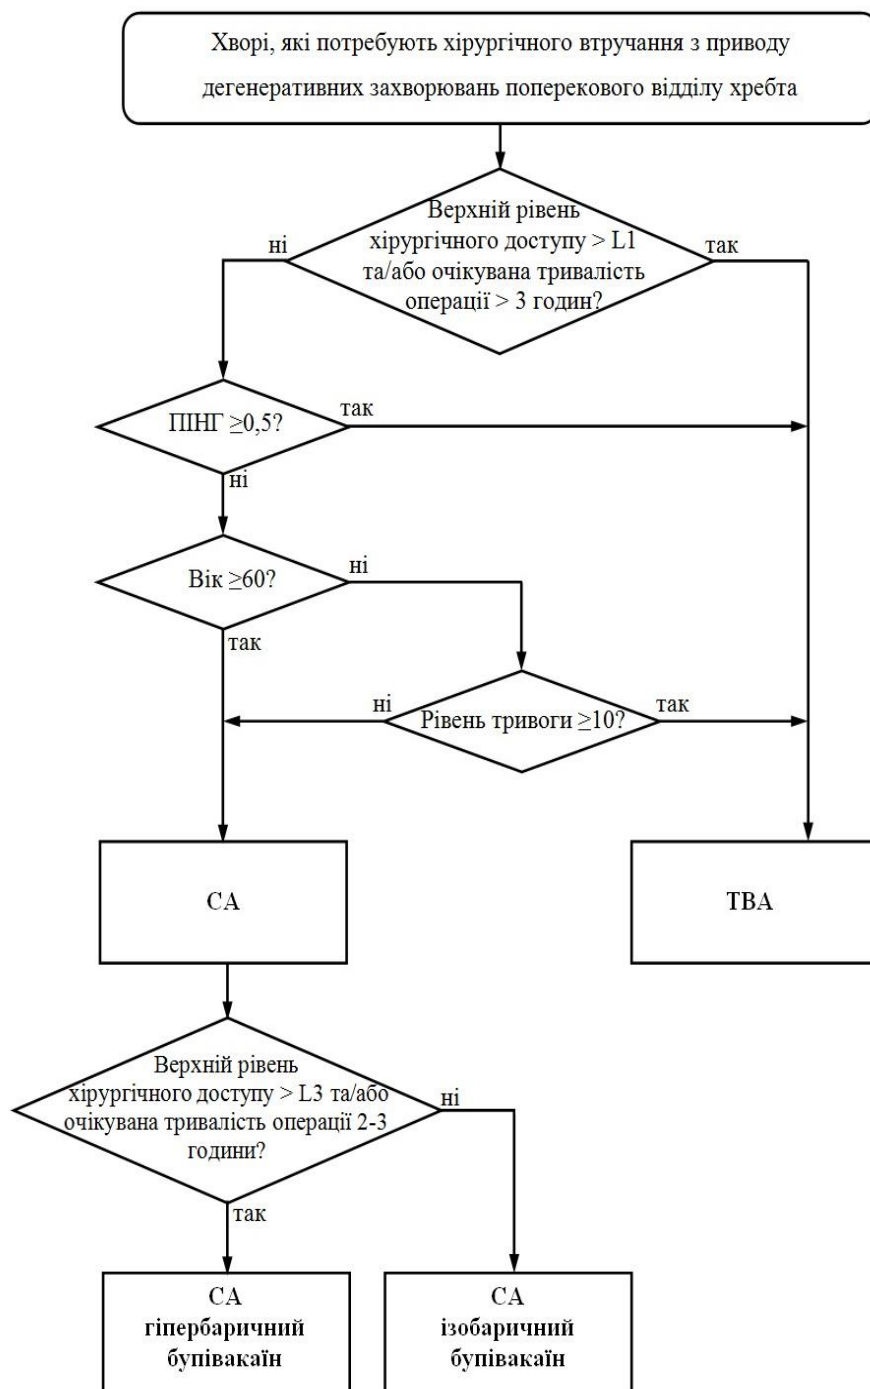 Хворі, які потребують хірургічного втручання з приводу
дегенеративних захворювань поперекового відділу хребта
Верхній рівень
хірургічного доступу > L1
та/або очікувана тривалість
операції > 3 годин?
ні
так
ПІНГ ≥0,5?
так
ні
Вік ≥60?
ні
так
Рівень тривоги ≥10?
ні
так
СА
ТВА
Верхній рівень
хірургічного доступу > L3 та/або
очікувана тривалість операції 2-3
години?
ні
так
СА
гіпербаричний
бупівакаїн
СА
ізобаричний
бупівакаїн